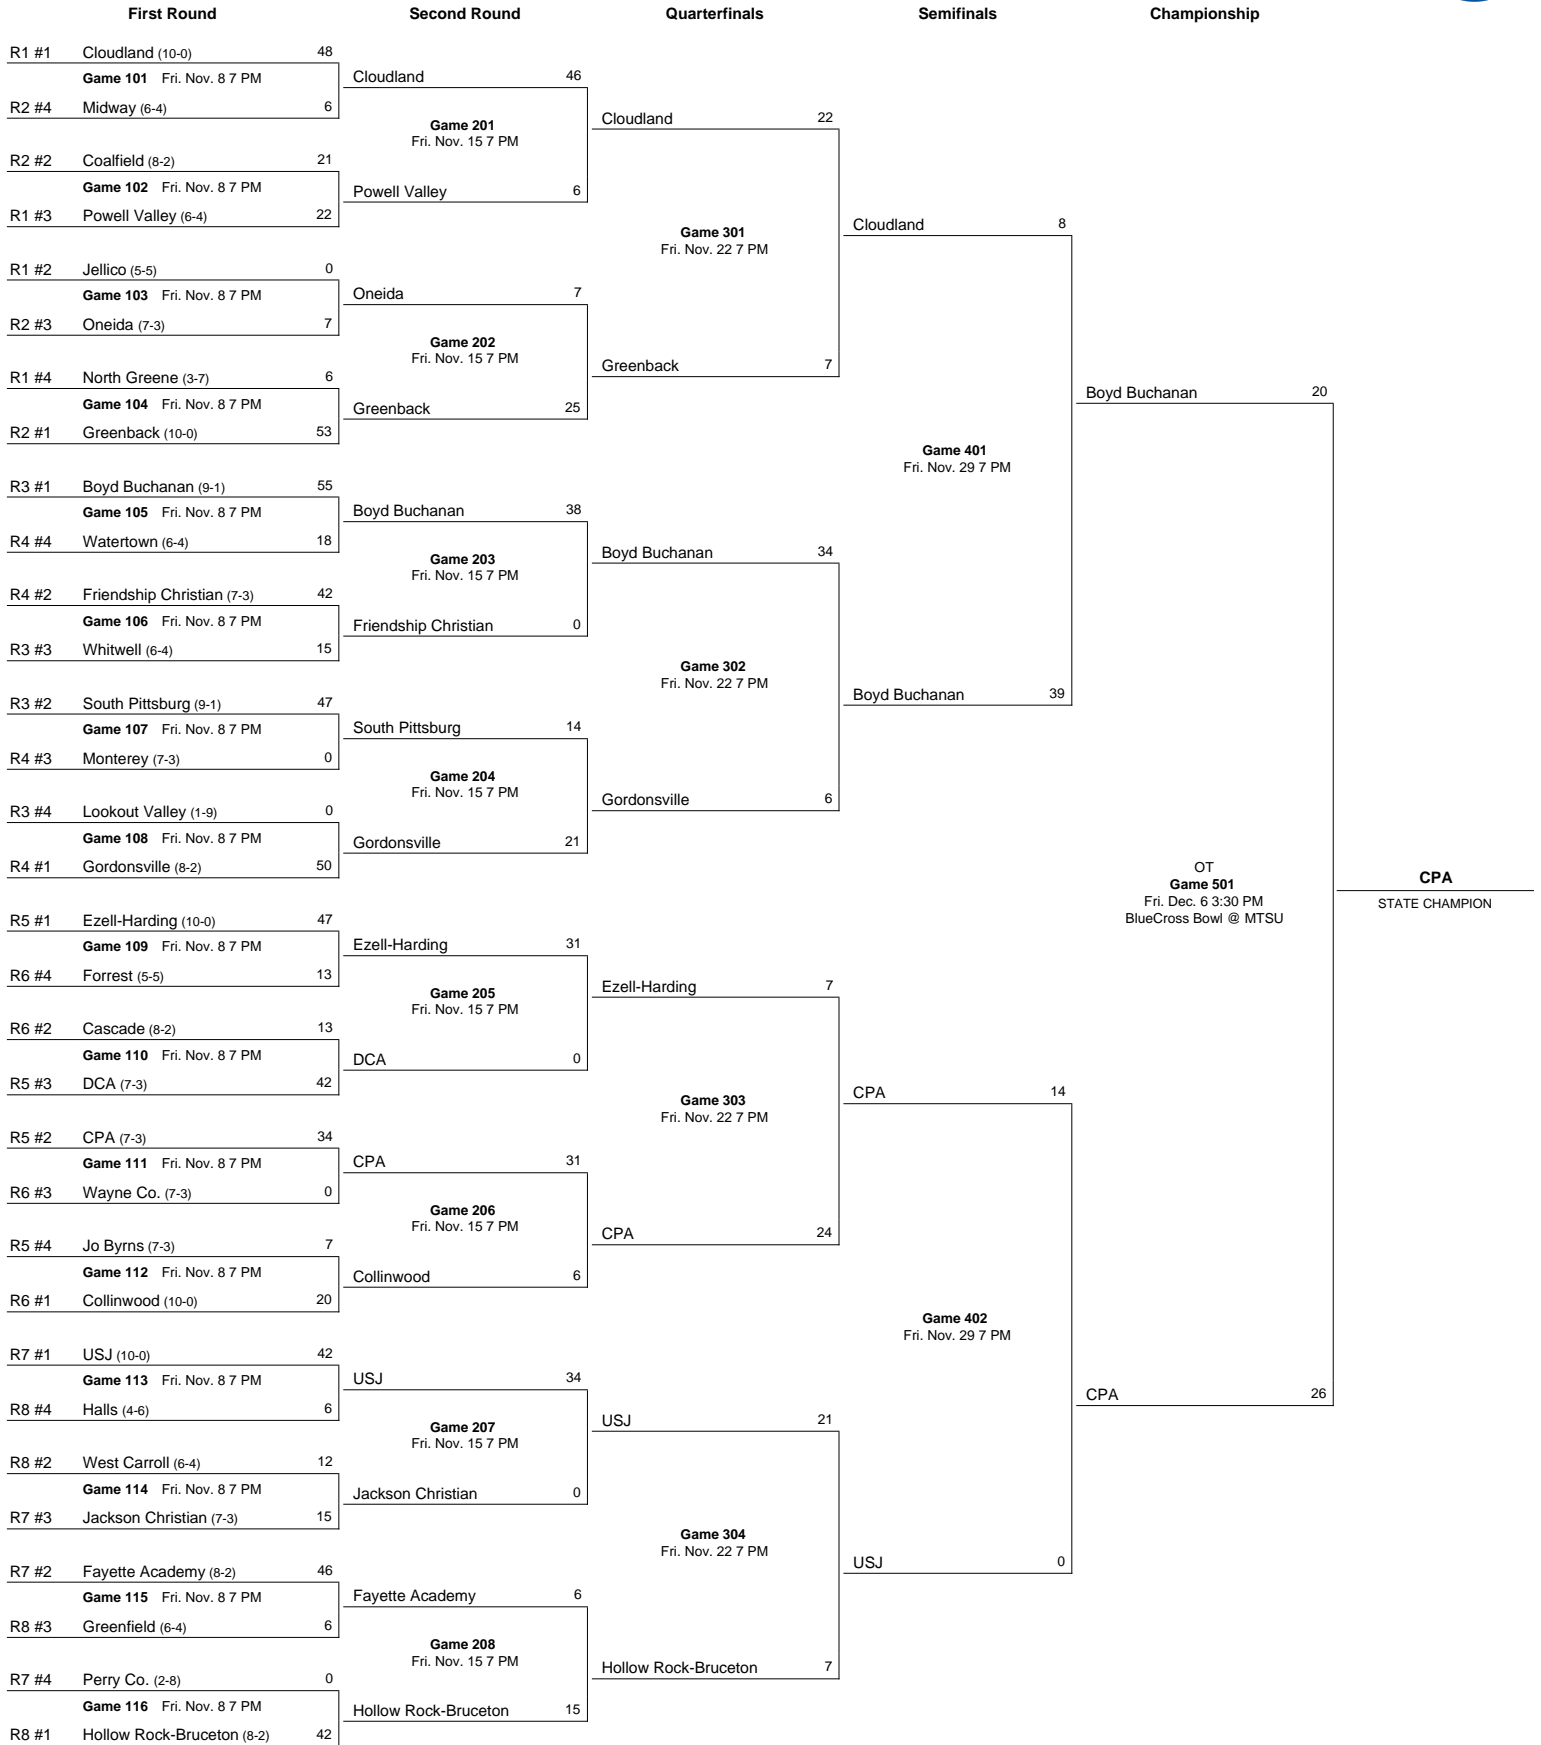 First Round Second Round Quarterfinals Semifinals Championship
R1 #1 Cloudland (10-0) 48
Game 101 Fri. Nov. 8 7 PM
R2 #4 Midway (6-4) 6
R2 #2 Coalfield (8-2) 21
Game 102 Fri. Nov. 8 7 PM
R1 #3 Powell Valley (6-4) 22
R1 #2 Jellico (5-5) 0
Game 103 Fri. Nov. 8 7 PM
R2 #3 Oneida (7-3) 7
R1 #4 North Greene (3-7) 6
Game 104 Fri. Nov. 8 7 PM
R2 #1 Greenback (10-0) 53
R3 #1 Boyd Buchanan (9-1) 55
Game 105 Fri. Nov. 8 7 PM
R4 #4 Watertown (6-4) 18
R4 #2 Friendship Christian (7-3) 42
Game 106 Fri. Nov. 8 7 PM
R3 #3 Whitwell (6-4) 15
R3 #2 South Pittsburg (9-1) 47
Game 107 Fri. Nov. 8 7 PM
R4 #3 Monterey (7-3) 0
R3 #4 Lookout Valley (1-9) 0
Game 108 Fri. Nov. 8 7 PM
R4 #1 Gordonsville (8-2) 50
R5 #1 Ezell-Harding (10-0) 47
Game 109 Fri. Nov. 8 7 PM
R6 #4 Forrest (5-5) 13
R6 #2 Cascade (8-2) 13
Game 110 Fri. Nov. 8 7 PM
R5 #3 DCA (7-3) 42
R5 #2 CPA (7-3) 34
Game 111 Fri. Nov. 8 7 PM
R6 #3 Wayne Co. (7-3) 0
R5 #4 Jo Byrns (7-3) 7
Game 112 Fri. Nov. 8 7 PM
R6 #1 Collinwood (10-0) 20
R7 #1 USJ (10-0) 42
Game 113 Fri. Nov. 8 7 PM
R8 #4 Halls (4-6) 6
R8 #2 West Carroll (6-4) 12
Game 114 Fri. Nov. 8 7 PM
R7 #3 Jackson Christian (7-3) 15
R7 #2 Fayette Academy (8-2) 46
Game 115 Fri. Nov. 8 7 PM
R8 #3 Greenfield (6-4) 6
R7 #4 Perry Co. (2-8) 0
Game 116 Fri. Nov. 8 7 PM
R8 #1 Hollow Rock-Bruceton (8-2) 42
Cloudland 46
Game 201
Fri. Nov. 15 7 PM
Powell Valley 6
Oneida 7
Game 202
Fri. Nov. 15 7 PM
Greenback 25
Boyd Buchanan 38
Game 203
Fri. Nov. 15 7 PM
Friendship Christian 0
South Pittsburg 14
Game 204
Fri. Nov. 15 7 PM
Gordonsville 21
Ezell-Harding 31
Game 205
Fri. Nov. 15 7 PM
DCA 0
CPA 31
Game 206
Fri. Nov. 15 7 PM
Collinwood 6
USJ 34
Game 207
Fri. Nov. 15 7 PM
Jackson Christian 0
Fayette Academy 6
Game 208
Fri. Nov. 15 7 PM
Hollow Rock-Bruceton 15
Cloudland 22
Game 301
Fri. Nov. 22 7 PM
Greenback 7
Boyd Buchanan 34
Game 302
Fri. Nov. 22 7 PM
Gordonsville 6
Ezell-Harding 7
Game 303
Fri. Nov. 22 7 PM
CPA 24
USJ 21
Game 304
Fri. Nov. 22 7 PM
Hollow Rock-Bruceton 7
Cloudland 8
Game 401
Fri. Nov. 29 7 PM
Boyd Buchanan 39
CPA 14
Game 402
Fri. Nov. 29 7 PM
USJ 0
Boyd Buchanan 20
OT
Game 501
Fri. Dec. 6 3:30 PM
BlueCross Bowl @ MTSU
CPA 26
CPA
STATE CHAMPION